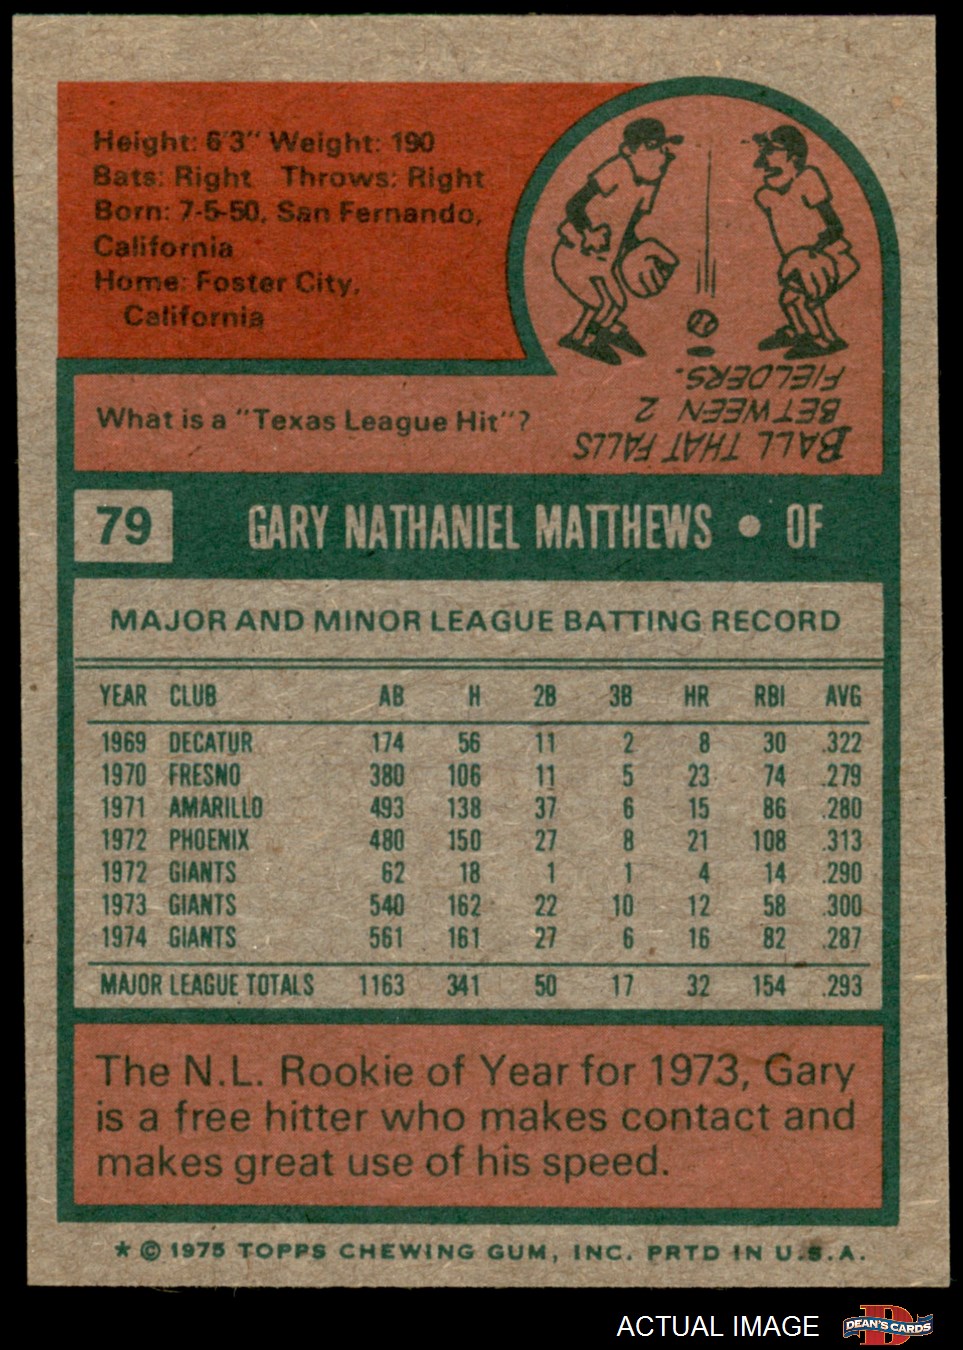 Height: 6'3" Weight: 190
Bats: Right Throws: Right
Born: 7-5-50, San Fernando,
California
Home: Foster City,
California
What is a "Texas League Hit"?
BALL THAT FALLS
BETWEEN 2
FIELDERS.
79 GARY NATHANIEL MATTHEWS • OF
MAJOR AND MINOR LEAGUE BATTING RECORD
YEAR CLUB AB H 2B 3B HR RBI AVG
1969 DECATUR 174 56 11 2 8 30 .322
1970 FRESNO 380 106 11 5 23 74 .279
1971 AMARILLO 493 138 37 6 15 86 .280
1972 PHOENIX 480 150 27 8 21 108 .313
1972 GIANTS 62 18 1 1 4 14 .290
1973 GIANTS 540 162 22 10 12 58 .300
1974 GIANTS 561 161 27 6 16 82 .287
MAJOR LEAGUE TOTALS 1163 341 50 17 32 154 .293
The N.L. Rookie of Year for 1973, Gary
is a free hitter who makes contact and
makes great use of his speed.
* © 1975 TOPPS CHEWING GUM, INC. PRTD IN U.S.A.
ACTUAL IMAGE
D
DEAN'S CARDS